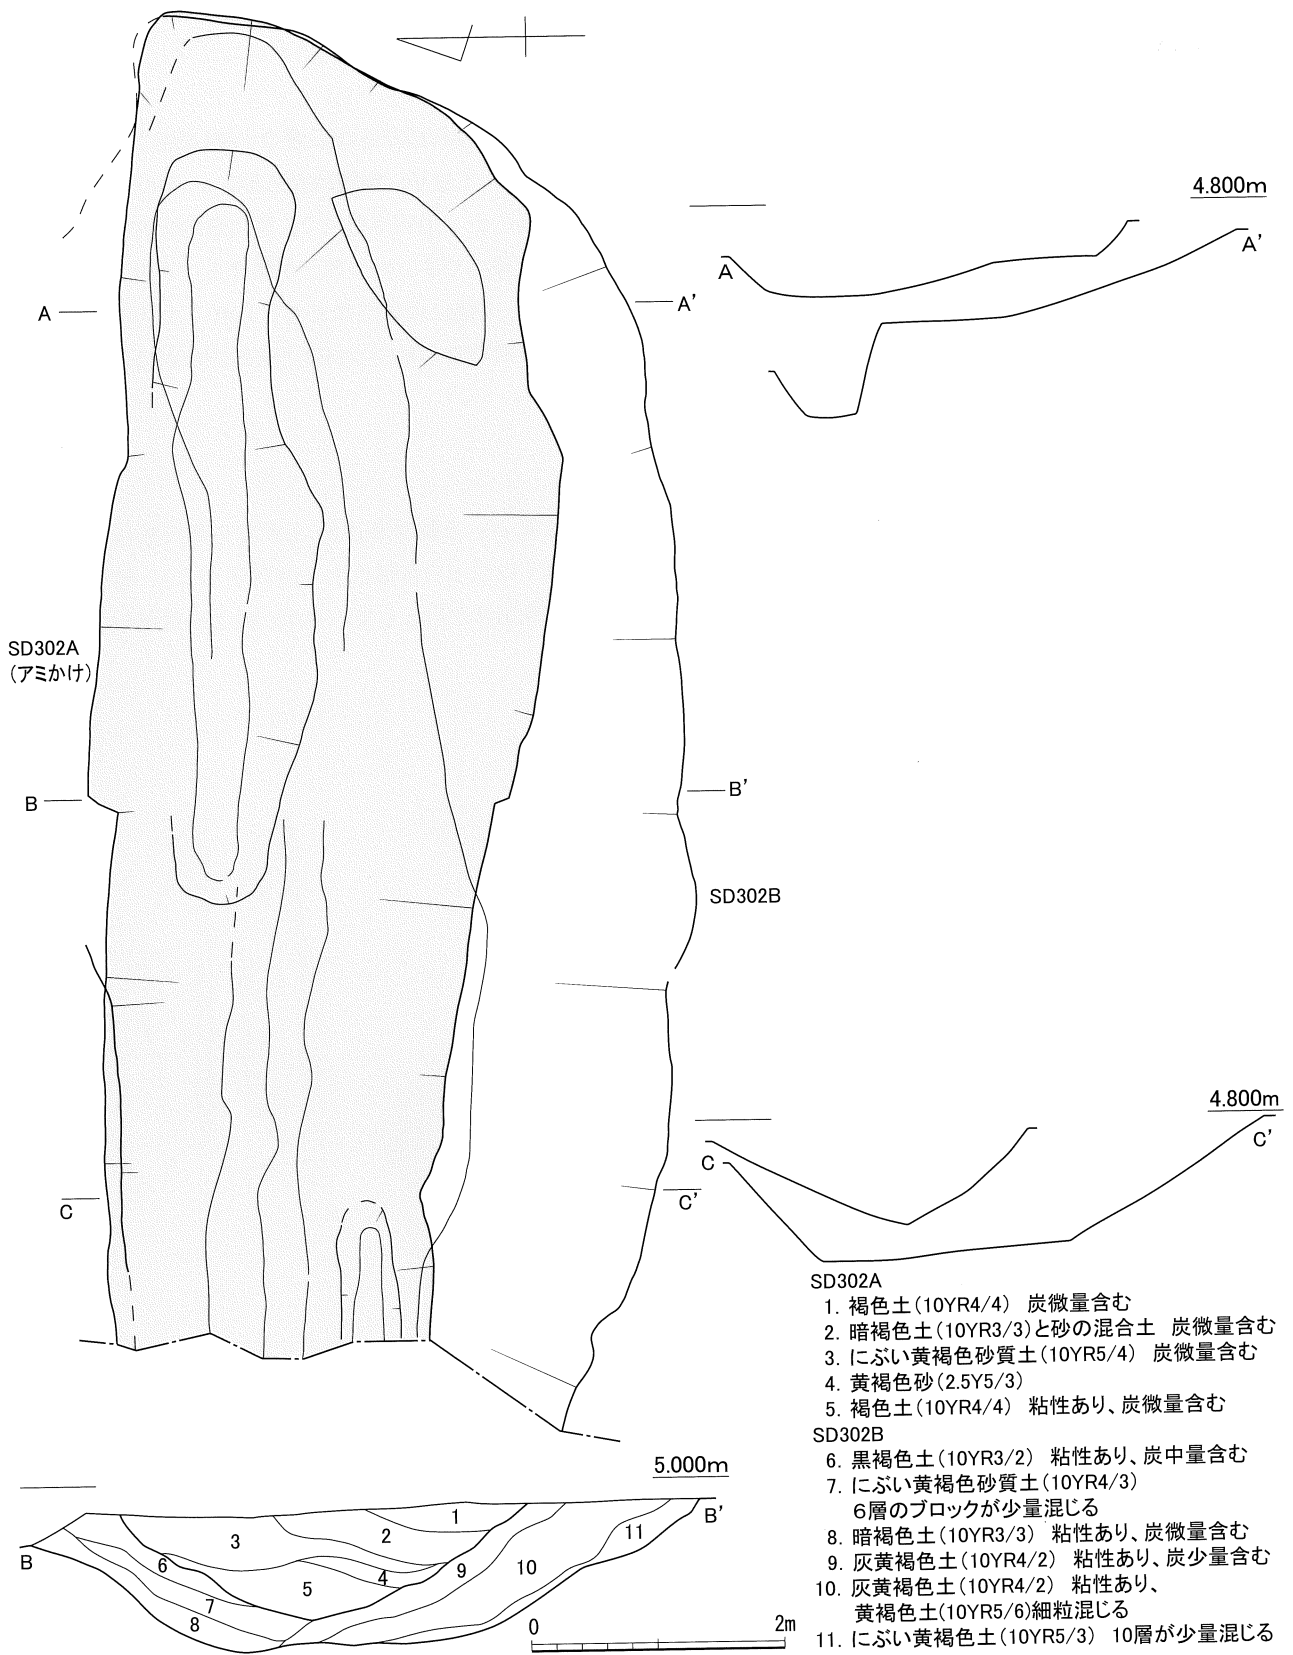 4.800m
A
A'
A
A'
SD302A
（アミかけ）
B
B'
SD302B
4.800m
C
C'
C
C'
SD302A
1. 褐色土（10YR4/4） 炭微量含む
2. 暗褐色土（10YR3/3）と砂の混合土 炭微量含む
3. にぶい黄褐色砂質土（10YR5/4） 炭微量含む
4. 黄褐色砂（2.5Y5/3）
5. 褐色土（10YR4/4） 粘性あり、炭微量含む
SD302B
6. 黒褐色土（10YR3/2） 粘性あり、炭中量含む
7. にぶい黄褐色砂質土（10YR4/3）
６層のブロックが少量混じる
8. 暗褐色土（10YR3/3） 粘性あり、炭微量含む
9. 灰黄褐色土（10YR4/2） 粘性あり、炭少量含む
10. 灰黄褐色土（10YR4/2） 粘性あり、
黄褐色土（10YR5/6）細粒混じる
11. にぶい黄褐色土（10YR5/3） 10層が少量混じる
5.000m
B
B'
1
2
3
4
5
6
7
8
9
10
11
0
2m